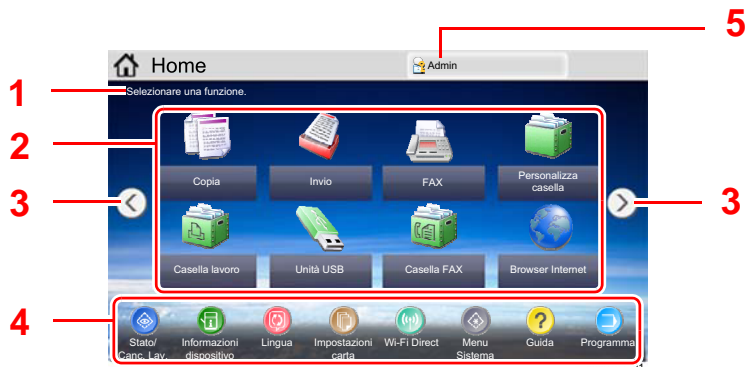 5
Home
Admin
1
Selezionare una funzione.
2
Copia
Invio
FAX
Personalizza
casella
3
3
Casella lavoro
Unità USB
Casella FAX
Browser Internet
4
Stato/
Canc. Lav.
Informazioni
dispositivo
Lingua
Impostazioni
carta
Wi-Fi Direct
Menu
Sistema
?
Guida
Programma